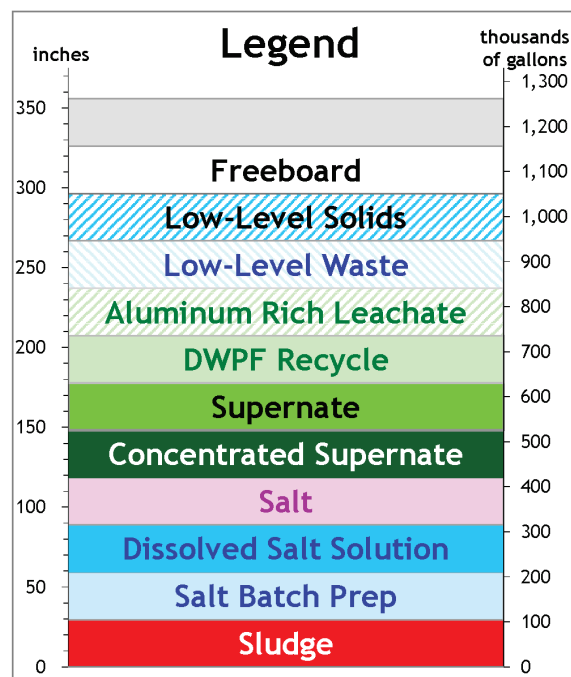 Legend
inches
thousands
of gallons
1,300
350
1,200
Freeboard
1,100
300
Low-Level Solids
1,000
Low-Level Waste
250
900
Aluminum Rich Leachate
800
200
DWPF Recycle
700
Supernate
600
150
Concentrated Supernate
500
Salt
400
100
Dissolved Salt Solution
300
Salt Batch Prep
50
200
Sludge
100
0
0